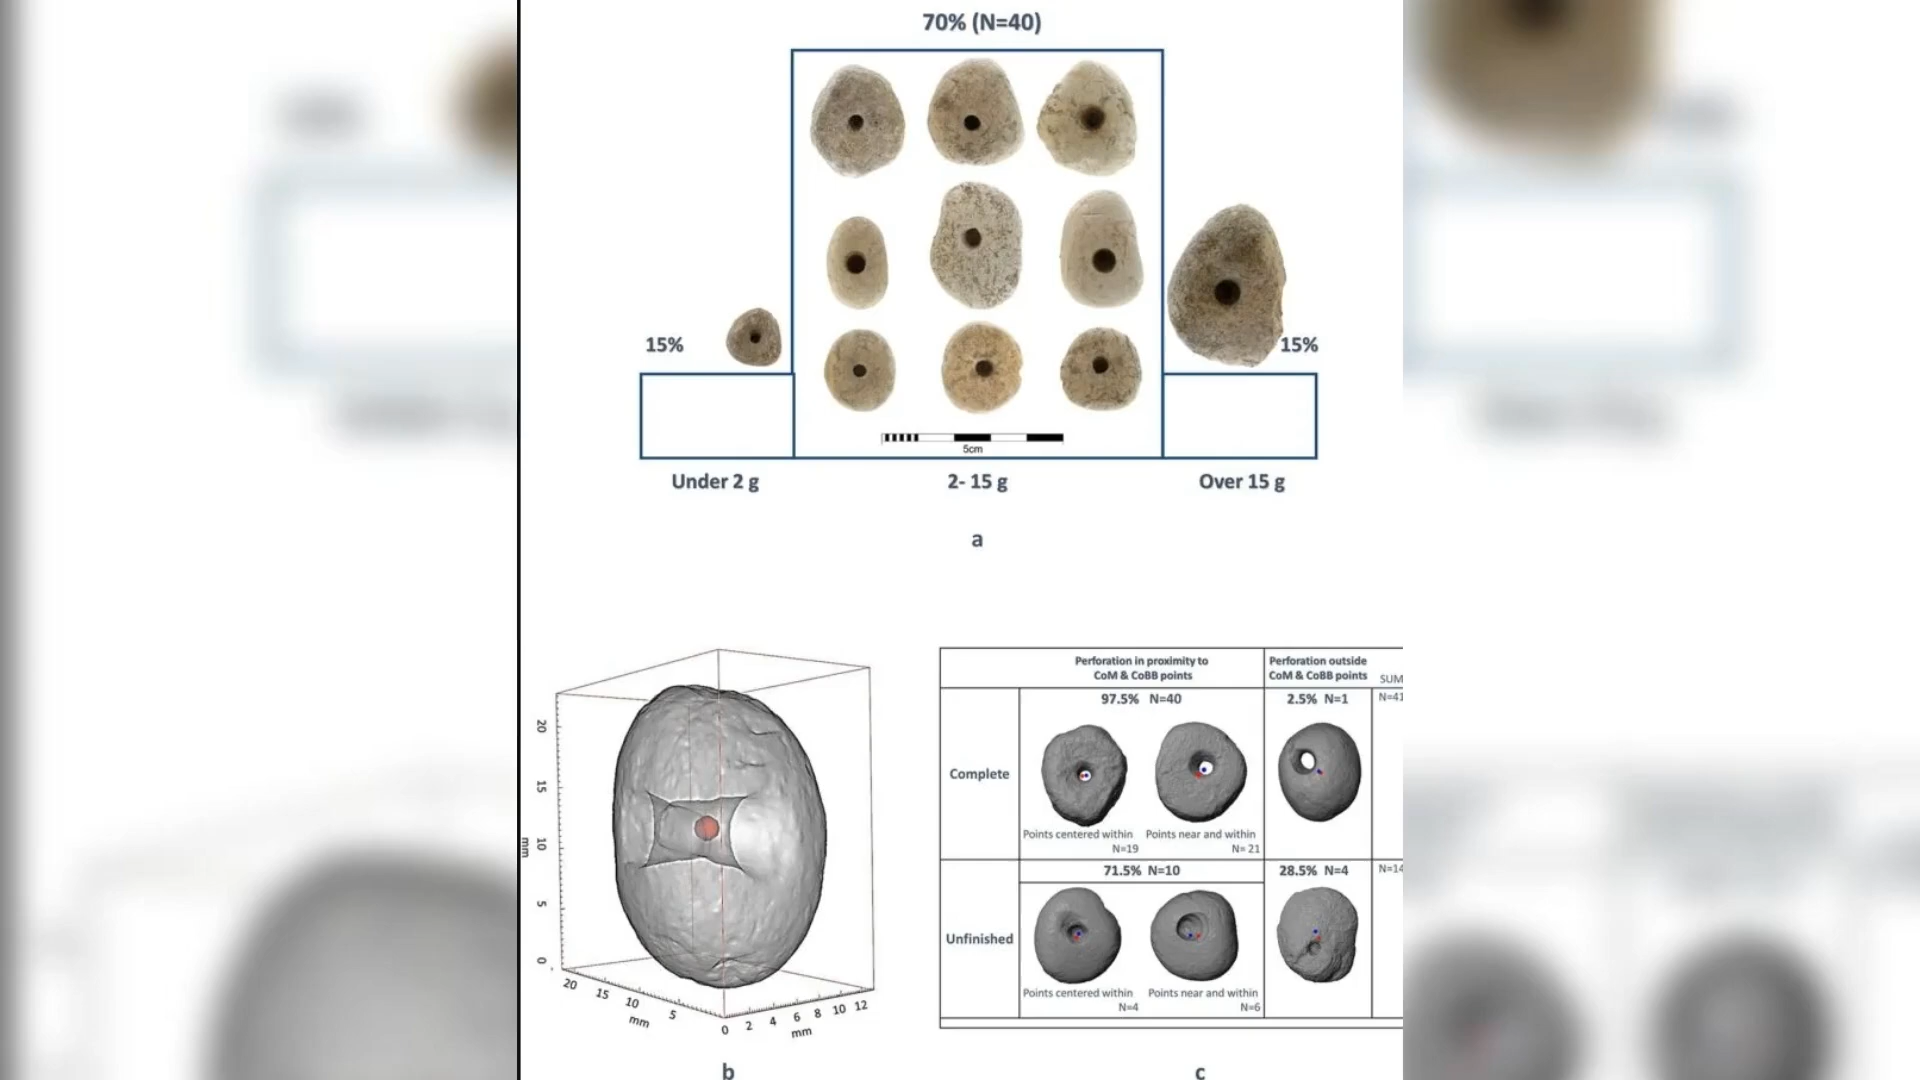 70% (N=40)
15%
15%
5cm
Under 2 g
2- 15 g
Over 15 g
a
20
15
10
5
0
mm
20
15
10
5
mm
0
2
4
6
8
10
12
mm
b
Perforation in proximity to
CoM & CoBB points
Perforation outside
CoM & CoBB points
SUM
97.5% N=40
2.5% N=1
N=41
Complete
Points centered within
N=19
Points near and within
N= 21
71.5% N=10
28.5% N=4
N=14
Unfinished
Points centered within
N=4
Points near and within
N=6
c